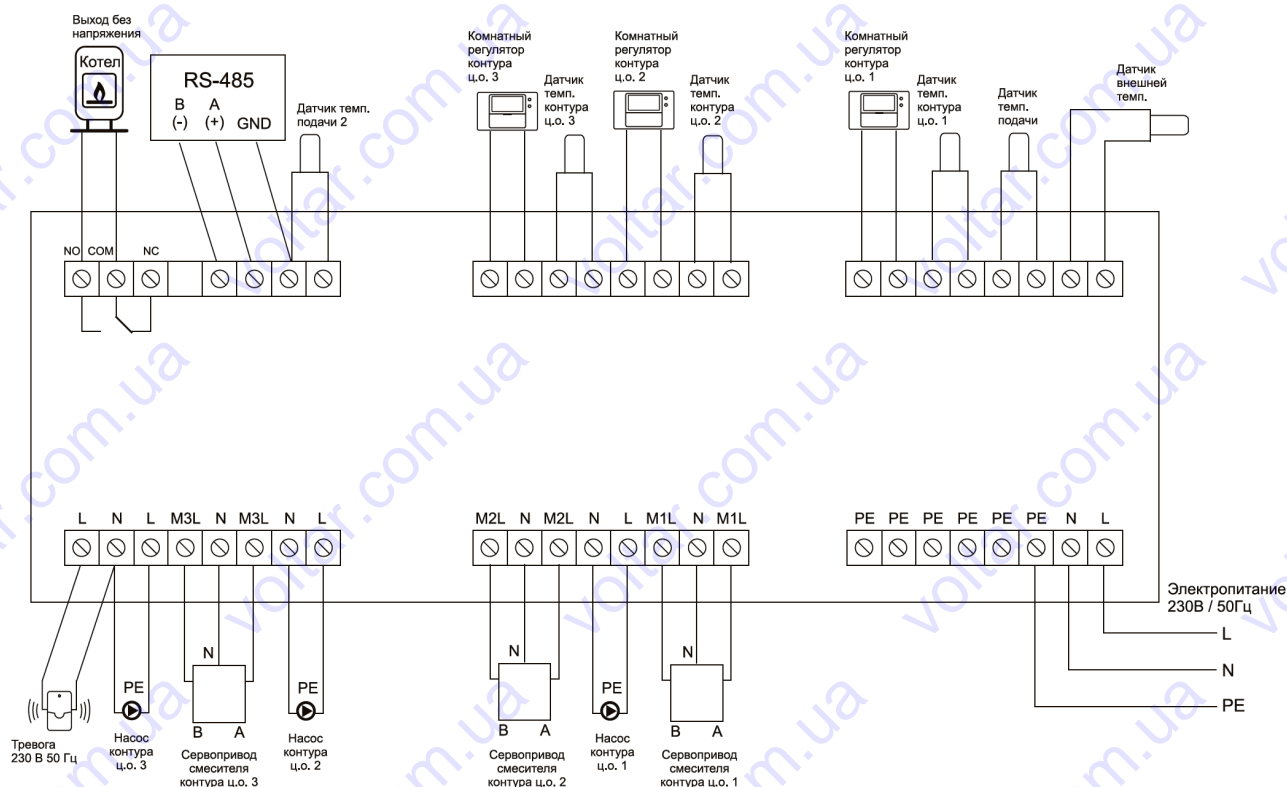 Выход без
напряжения
Котел
RS-485
B A
(-) (+) GND
Датчик темп.
подачи 2
Комнатный
регулятор
контура
ц.о. 3
Датчик
темп.
контура
ц.о. 3
Комнатный
регулятор
контура
ц.о. 2
Датчик
темп.
контура
ц.о. 2
Комнатный
регулятор
контура
ц.о. 1
Датчик
темп.
контура
ц.о. 1
Датчик
темп.
подачи
Датчик
внешней
темп.
NO COM NC
L N L M3L N M3L N L
M2L N M2L N L M1L N M1L
PE PE PE PE PE PE N L
Электропитание
230В / 50Гц
L
N
PE
Тревога
230 В 50 Гц
PE
Насос
контура
ц.о. 3
N
B A
Сервопривод
смесителя
контура ц.о. 3
PE
Насос
контура
ц.о. 2
N
B A
Сервопривод
смесителя
контура ц.о. 2
PE
Насос
контура
ц.о. 1
N
B A
Сервопривод
смесителя
контура ц.о. 1
voltar.com.ua